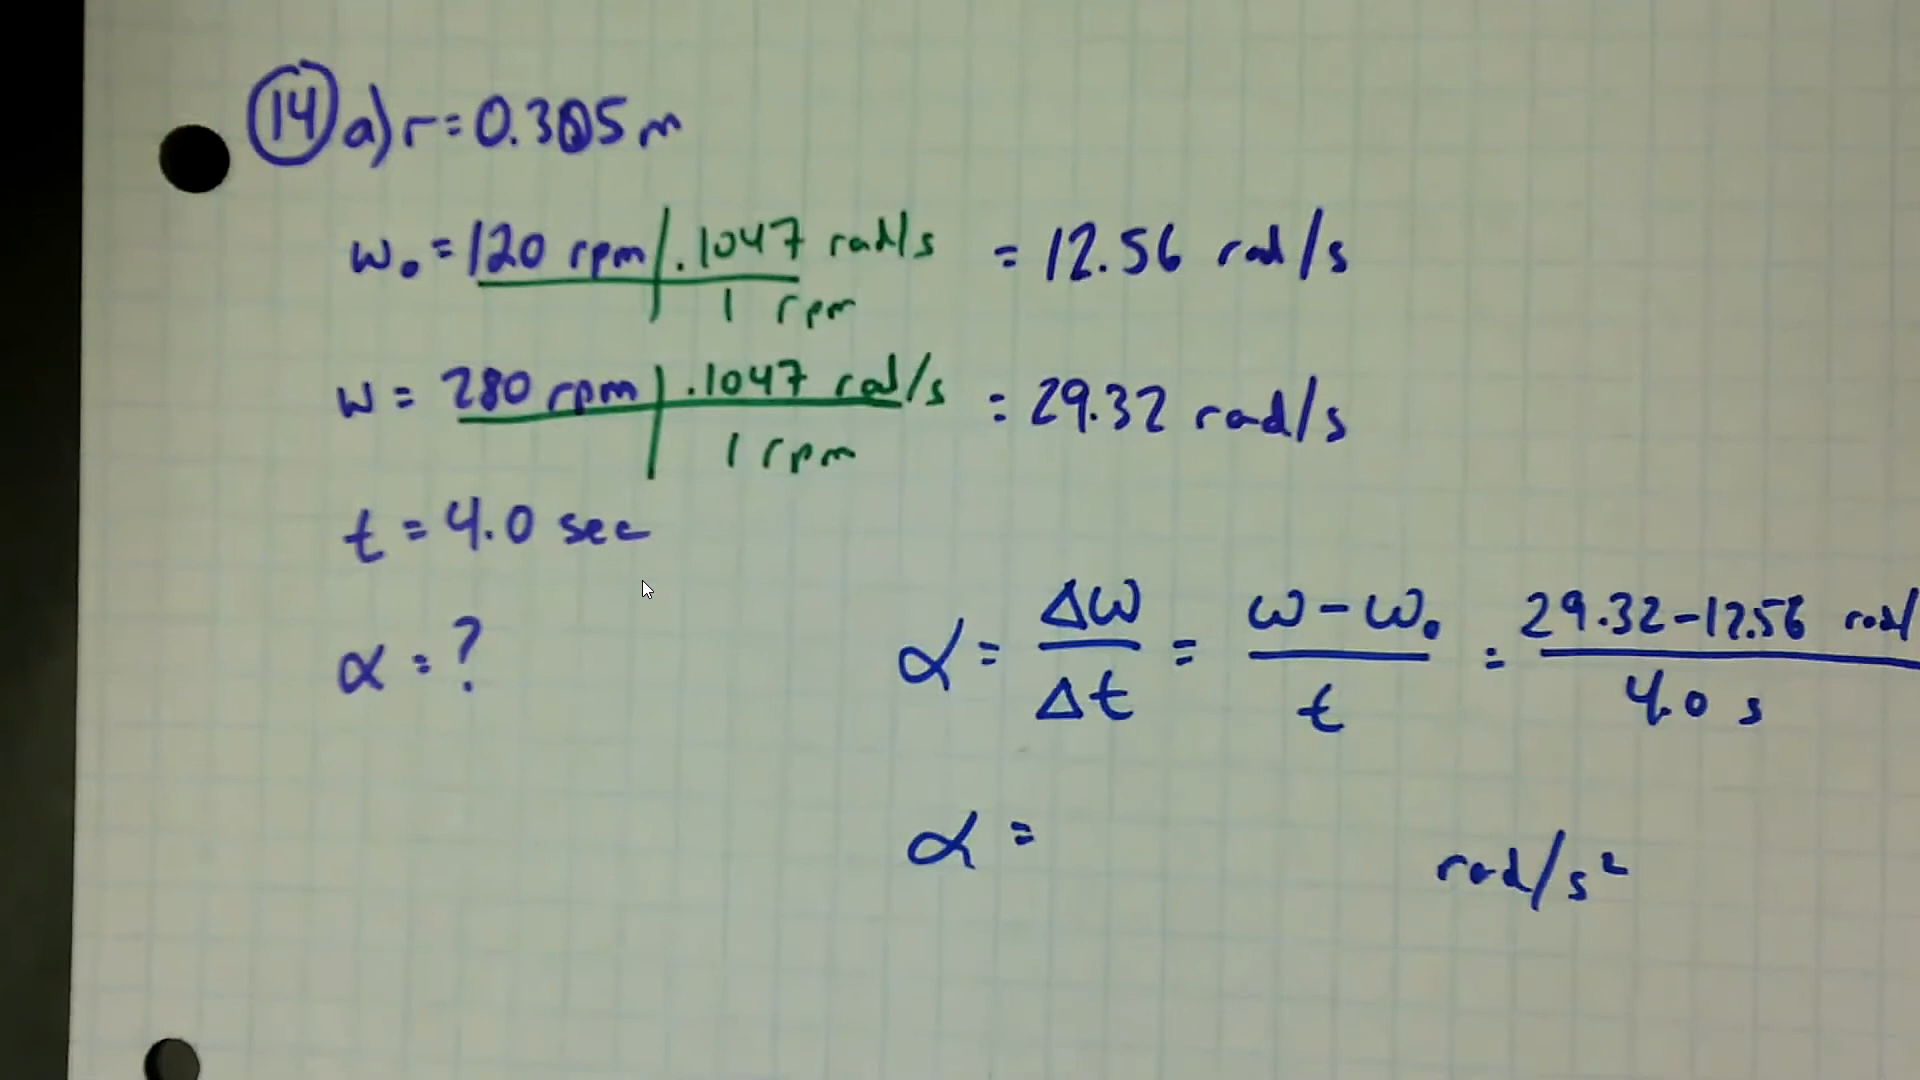 14 a) r = 0.305 m
ω₀ = 120 rpm | .1047 rad/s = 12.56 rad/s
1 rpm
ω = 280 rpm | .1047 rad/s = 29.32 rad/s
1 rpm
t = 4.0 sec
α = ?
α = Δω/Δt = (ω - ω₀)/t = (29.32 - 12.56 rad/)/(4.0 s)
α = rad/s²